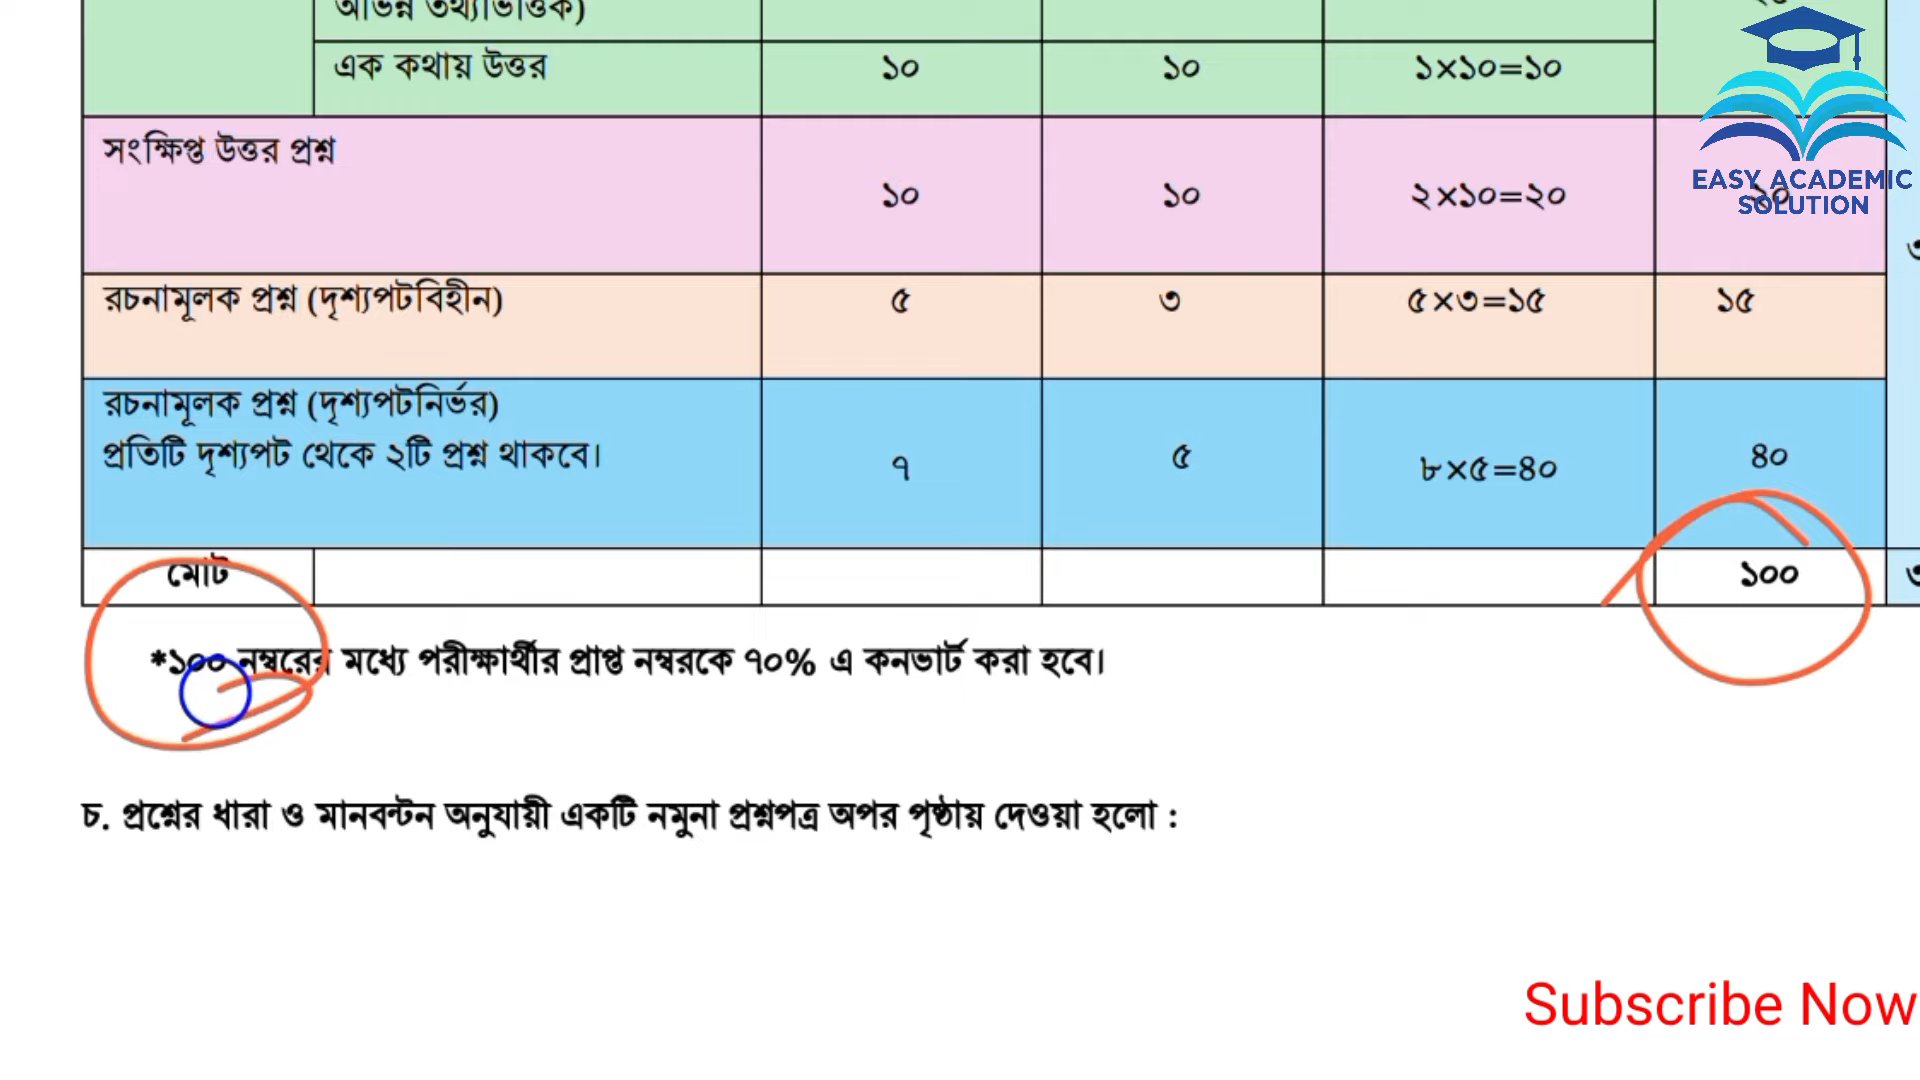 এক কথায় উত্তর ১০ ১০ ১×১০=১০
সংক্ষিপ্ত উত্তর প্রশ্ন
১০ ১০ ২×১০=২০ ২০
EASY ACADEMIC
SOLUTION
রচনামূলক প্রশ্ন (দৃশ্যপটবিহীন) ৫ ৩ ৫×৩=১৫ ১৫
রচনামূলক প্রশ্ন (দৃশ্যপটনির্ভর)
প্রতিটি দৃশ্যপট থেকে ২টি প্রশ্ন থাকবে। ৭ ৫ ৮×৫=৪০ ৪০
মোট ১০০
*১০০ নম্বরের মধ্যে পরীক্ষার্থীর প্রাপ্ত নম্বরকে ৭০% এ কনভার্ট করা হবে।
চ. প্রশ্নের ধারা ও মানবন্টন অনুযায়ী একটি নমুনা প্রশ্নপত্র অপর পৃষ্ঠায় দেওয়া হলো :
Subscribe Now